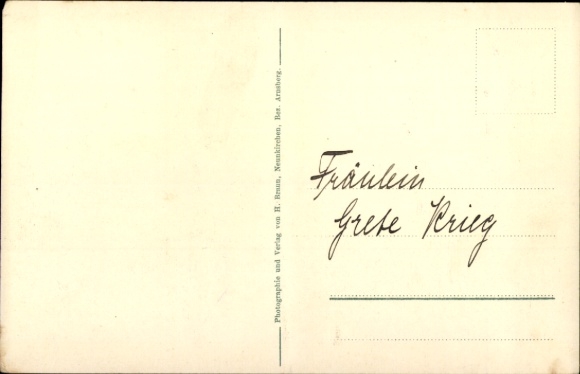 Photographie und Verlag von H. Braun, Neunkirchen, Bez. Arnsberg.
Fräulein
Grete Krieg